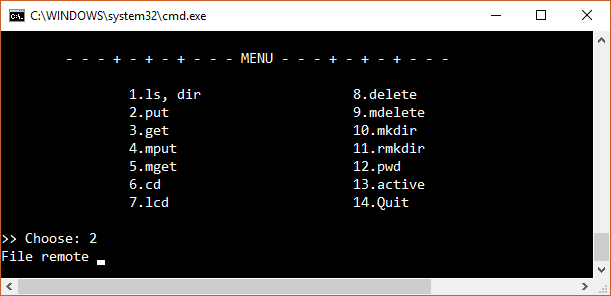 C:\WINDOWS\system32\cmd.exe
- - - + - + - + - - - MENU - - - + - + - + - - -
1.ls, dir 8.delete
2.put 9.mdelete
3.get 10.mkdir
4.mput 11.rmkdir
5.mget 12.pwd
6.cd 13.active
7.lcd 14.Quit
>> Choose: 2
File remote